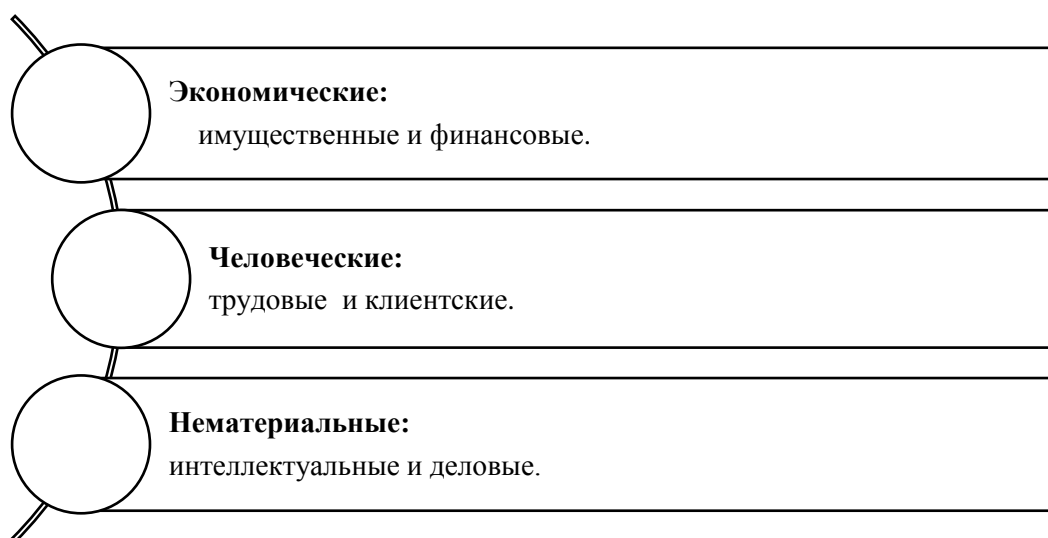 Экономические:
имущественные и финансовые.
Человеческие:
трудовые и клиентские.
Нематериальные:
интеллектуальные и деловые.